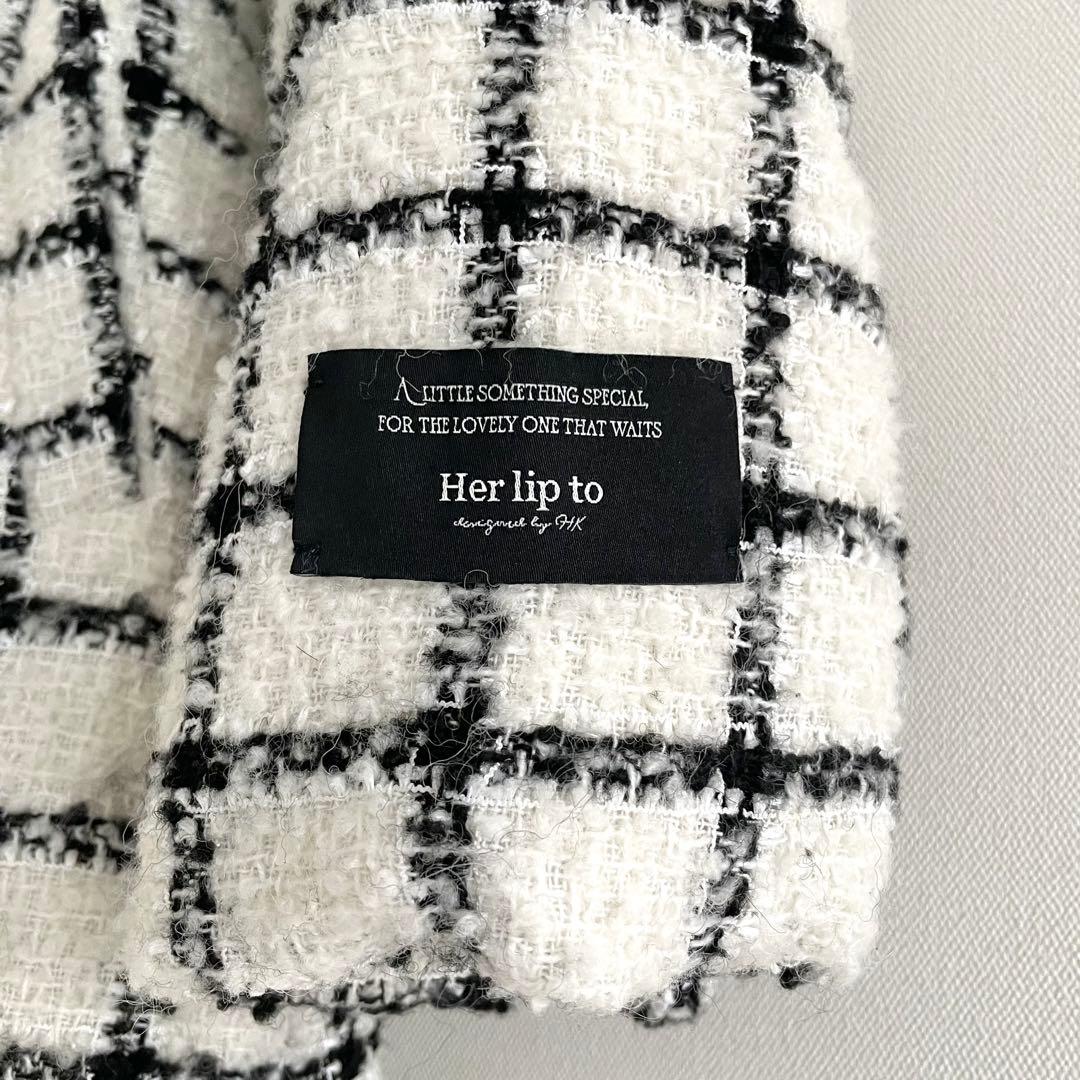 A LITTLE SOMETHING SPECIAL,
FOR THE LOVELY ONE THAT WAITS
Her lip to
designed by HK